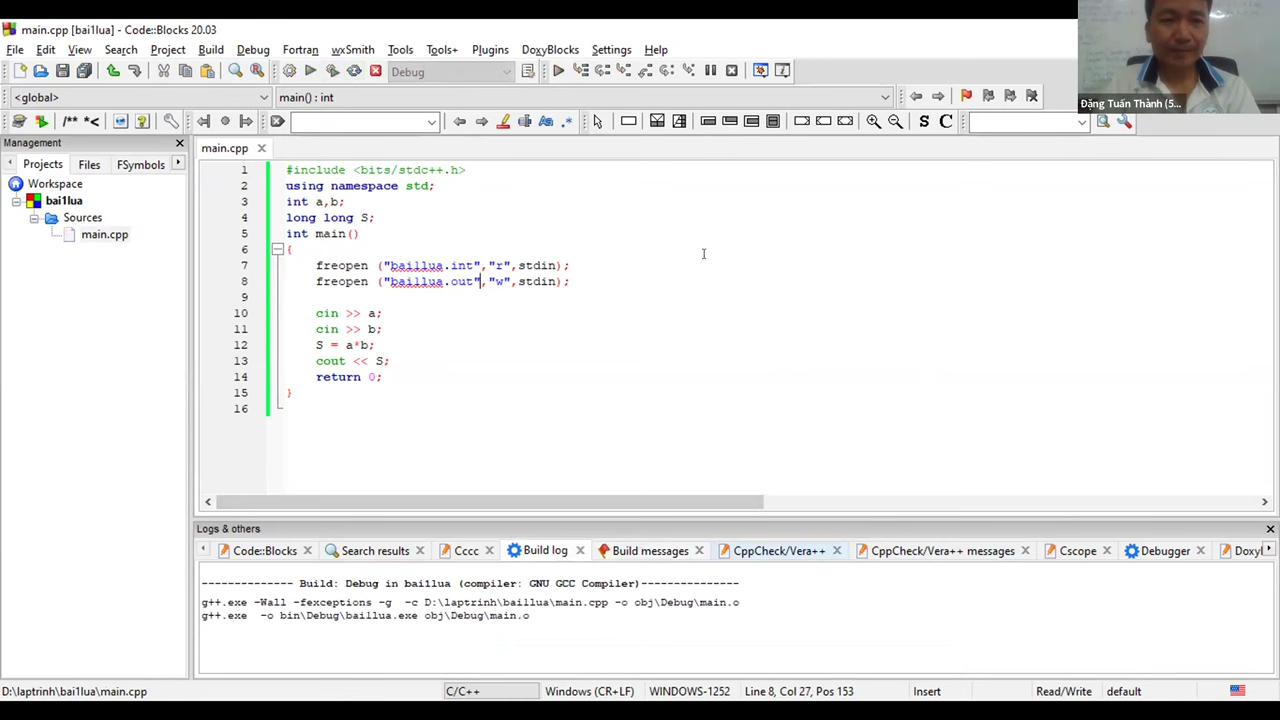 main.cpp [bai1lua] - Code::Blocks 20.03
File Edit View Search Project Build Debug Fortran wxSmith Tools Tools+ Plugins DoxyBlocks Settings Help
Debug
<global> main() : int
/** *< S C
Management
Projects Files FSymbols
Workspace
bai1lua
Sources
main.cpp
main.cpp
1 #include <bits/stdc++.h>
2 using namespace std;
3 int a,b;
4 long long S;
5 int main()
6 {
7 freopen ("bai1lua.int","r",stdin);
8 freopen ("bai1lua.out","w",stdin);
9
10 cin >> a;
11 cin >> b;
12 S = a*b;
13 cout << S;
14 return 0;
15 }
16
Đặng Tuấn Thành (5...
Logs & others
Code::Blocks Search results Cccc Build log Build messages CppCheck/Vera++ CppCheck/Vera++ messages Cscope Debugger Doxyl
-------------- Build: Debug in bai1lua (compiler: GNU GCC Compiler)---------------
g++.exe -Wall -fexceptions -g -c D:\laptrinh\bai1lua\main.cpp -o obj\Debug\main.o
g++.exe -o bin\Debug\bai1lua.exe obj\Debug\main.o
D:\laptrinh\bai1lua\main.cpp C/C++ Windows (CR+LF) WINDOWS-1252 Line 8, Col 27, Pos 153 Insert Read/Write default